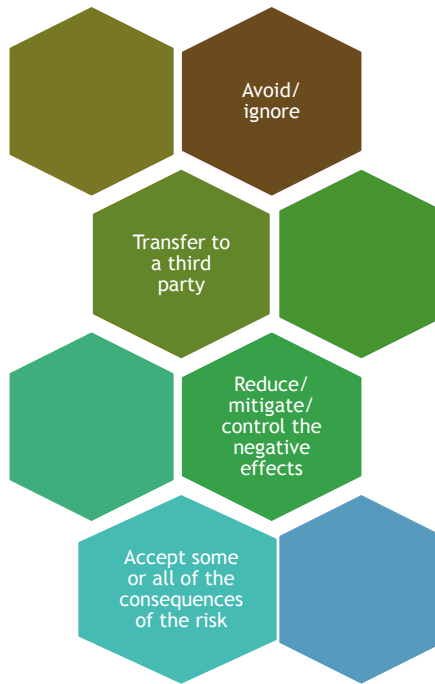 Avoid/
ignore
Transfer to
a third
party
Reduce/
mitigate/
control the
negative
effects
Accept some
or all of the
consequences
of the risk